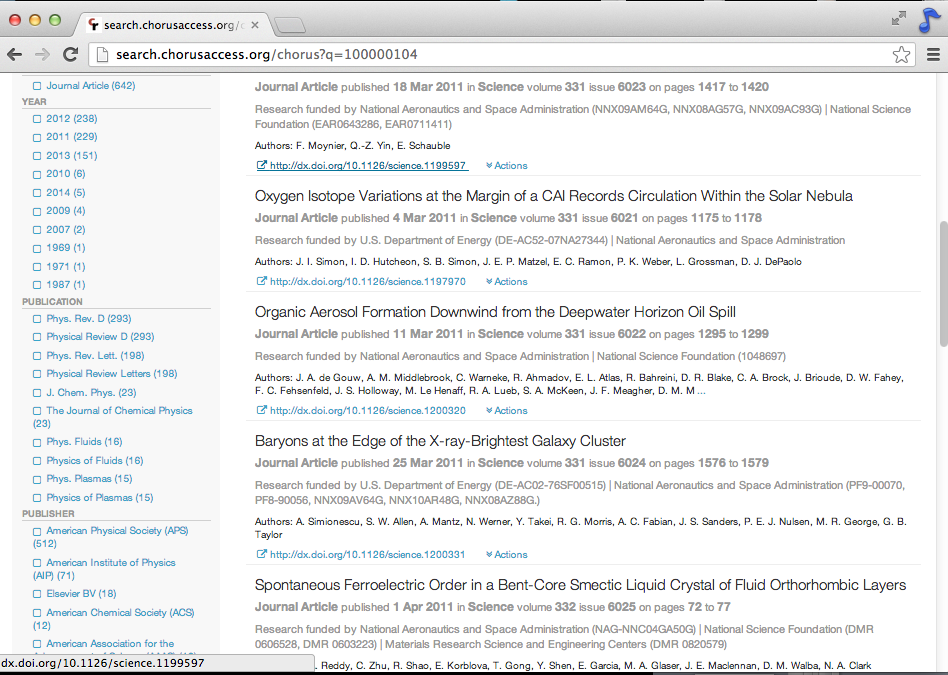 search.chorusaccess.org/c
search.chorusaccess.org/chorus?q=100000104
Journal Article (642)
YEAR
2012 (238)
2011 (229)
2013 (151)
2010 (6)
2014 (5)
2009 (4)
2007 (2)
1969 (1)
1971 (1)
1987 (1)
PUBLICATION
Phys. Rev. D (293)
Physical Review D (293)
Phys. Rev. Lett. (198)
Physical Review Letters (198)
J. Chem. Phys. (23)
The Journal of Chemical Physics
(23)
Phys. Fluids (16)
Physics of Fluids (16)
Phys. Plasmas (15)
Physics of Plasmas (15)
PUBLISHER
American Physical Society (APS)
(512)
American Institute of Physics
(AIP) (71)
Elsevier BV (18)
American Chemical Society (ACS)
(12)
American Association for the
dx.doi.org/10.1126/science.1199597
Journal Article published 18 Mar 2011 in Science volume 331 issue 6023 on pages 1417 to 1420
Research funded by National Aeronautics and Space Administration (NNX09AM64G, NNX08AG57G, NNX09AC93G) | National Science
Foundation (EAR0643286, EAR0711411)
Authors: F. Moynier, Q.-Z. Yin, E. Schauble
http://dx.doi.org/10.1126/science.1199597 Actions
Oxygen Isotope Variations at the Margin of a CAI Records Circulation Within the Solar Nebula
Journal Article published 4 Mar 2011 in Science volume 331 issue 6021 on pages 1175 to 1178
Research funded by U.S. Department of Energy (DE-AC52-07NA27344) | National Aeronautics and Space Administration
Authors: J. I. Simon, I. D. Hutcheon, S. B. Simon, J. E. P. Matzel, E. C. Ramon, P. K. Weber, L. Grossman, D. J. DePaolo
http://dx.doi.org/10.1126/science.1197970 Actions
Organic Aerosol Formation Downwind from the Deepwater Horizon Oil Spill
Journal Article published 11 Mar 2011 in Science volume 331 issue 6022 on pages 1295 to 1299
Research funded by National Aeronautics and Space Administration | National Science Foundation (1048697)
Authors: J. A. de Gouw, A. M. Middlebrook, C. Warneke, R. Ahmadov, E. L. Atlas, R. Bahreini, D. R. Blake, C. A. Brock, J. Brioude, D. W. Fahey,
F. C. Fehsenfeld, J. S. Holloway, M. Le Henaff, R. A. Lueb, S. A. McKeen, J. F. Meagher, D. M. M ...
http://dx.doi.org/10.1126/science.1200320 Actions
Baryons at the Edge of the X-ray-Brightest Galaxy Cluster
Journal Article published 25 Mar 2011 in Science volume 331 issue 6024 on pages 1576 to 1579
Research funded by U.S. Department of Energy (DE-AC02-76SF00515) | National Aeronautics and Space Administration (PF9-00070,
PF8-90056, NNX09AV64G, NNX10AR48G, NNX08AZ88G.)
Authors: A. Simionescu, S. W. Allen, A. Mantz, N. Werner, Y. Takei, R. G. Morris, A. C. Fabian, J. S. Sanders, P. E. J. Nulsen, M. R. George, G. B.
Taylor
http://dx.doi.org/10.1126/science.1200331 Actions
Spontaneous Ferroelectric Order in a Bent-Core Smectic Liquid Crystal of Fluid Orthorhombic Layers
Journal Article published 1 Apr 2011 in Science volume 332 issue 6025 on pages 72 to 77
Research funded by National Aeronautics and Space Administration (NAG-NNC04GA50G) | National Science Foundation (DMR
0606528, DMR 0603223) | Materials Research Science and Engineering Centers (DMR 0820579)
. Reddy, C. Zhu, R. Shao, E. Korblova, T. Gong, Y. Shen, E. Garcia, M. A. Glaser, J. E. Maclennan, D. M. Walba, N. A. Clark